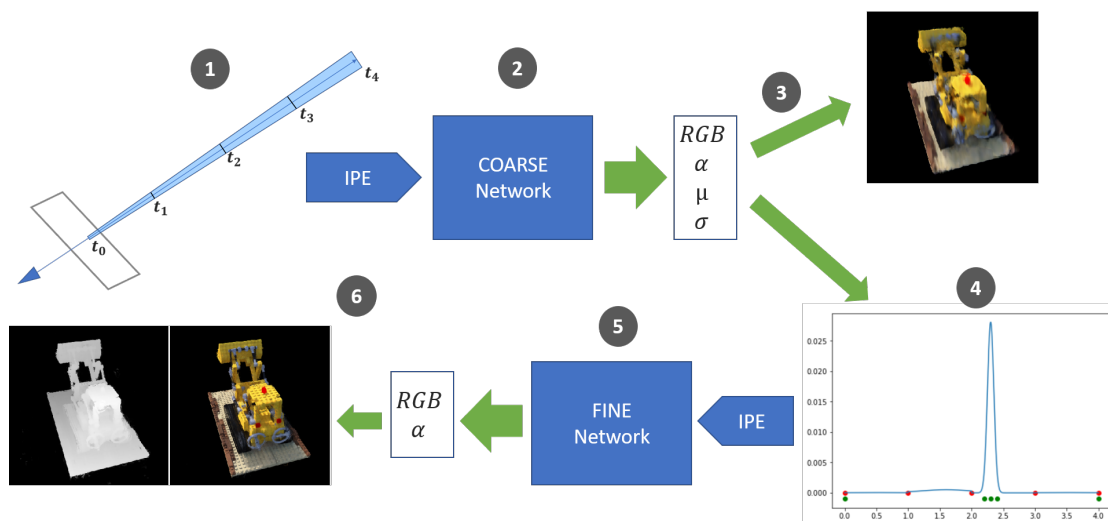 1
t₀
t₁
t₂
t₃
t₄
IPE
2
COARSE
Network
RGB
α
μ
σ
3
4
0.025
0.020
0.015
0.010
0.005
0.000
0.0 0.5 1.0 1.5 2.0 2.5 3.0 3.5 4.0
IPE
5
FINE
Network
RGB
α
6